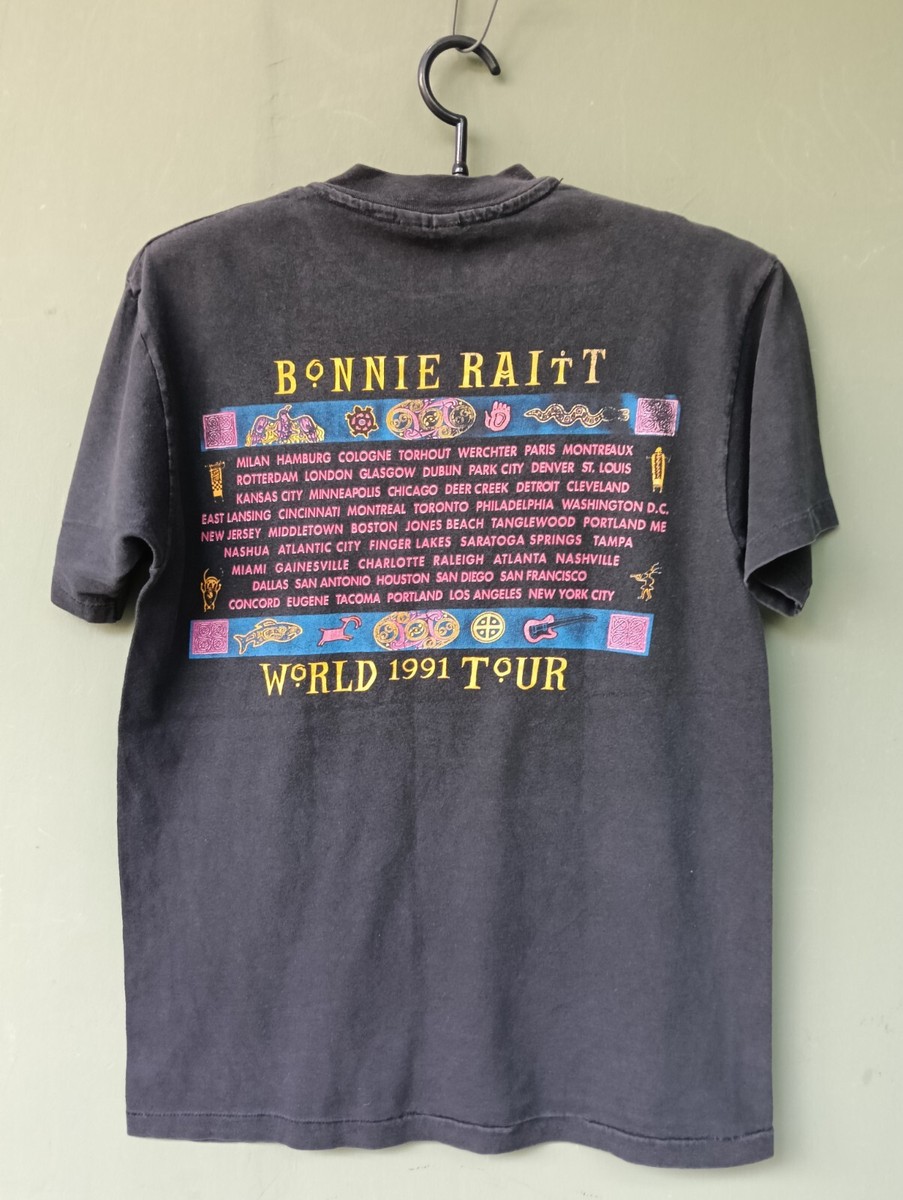 BONNIE RAITT
MILAN HAMBURG COLOGNE TORHOUT WERCHTER PARIS MONTREAUX
ROTTERDAM LONDON GLASGOW DUBLIN PARK CITY DENVER ST. LOUIS
KANSAS CITY MINNEAPOLIS CHICAGO DEER CREEK DETROIT CLEVELAND
EAST LANSING CINCINNATI MONTREAL TORONTO PHILADELPHIA WASHINGTON D.C.
NEW JERSEY MIDDLETOWN BOSTON JONES BEACH TANGLEWOOD PORTLAND ME
NASHUA ATLANTIC CITY FINGER LAKES SARATOGA SPRINGS TAMPA
MIAMI GAINESVILLE CHARLOTTE RALEIGH ATLANTA NASHVILLE
DALLAS SAN ANTONIO HOUSTON SAN DIEGO SAN FRANCISCO
CONCORD EUGENE TACOMA PORTLAND LOS ANGELES NEW YORK CITY
WORLD 1991 TOUR